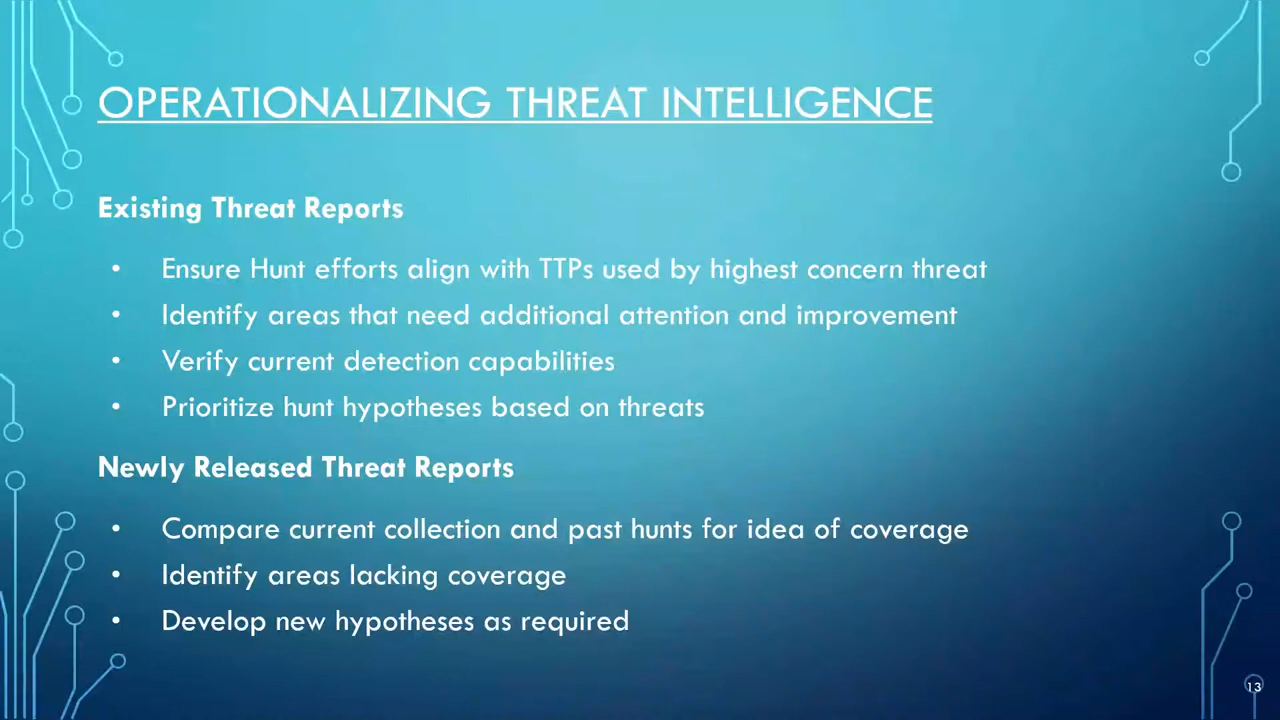 OPERATIONALIZING THREAT INTELLIGENCE
Existing Threat Reports
• Ensure Hunt efforts align with TTPs used by highest concern threat
• Identify areas that need additional attention and improvement
• Verify current detection capabilities
• Prioritize hunt hypotheses based on threats
Newly Released Threat Reports
• Compare current collection and past hunts for idea of coverage
• Identify areas lacking coverage
• Develop new hypotheses as required
13